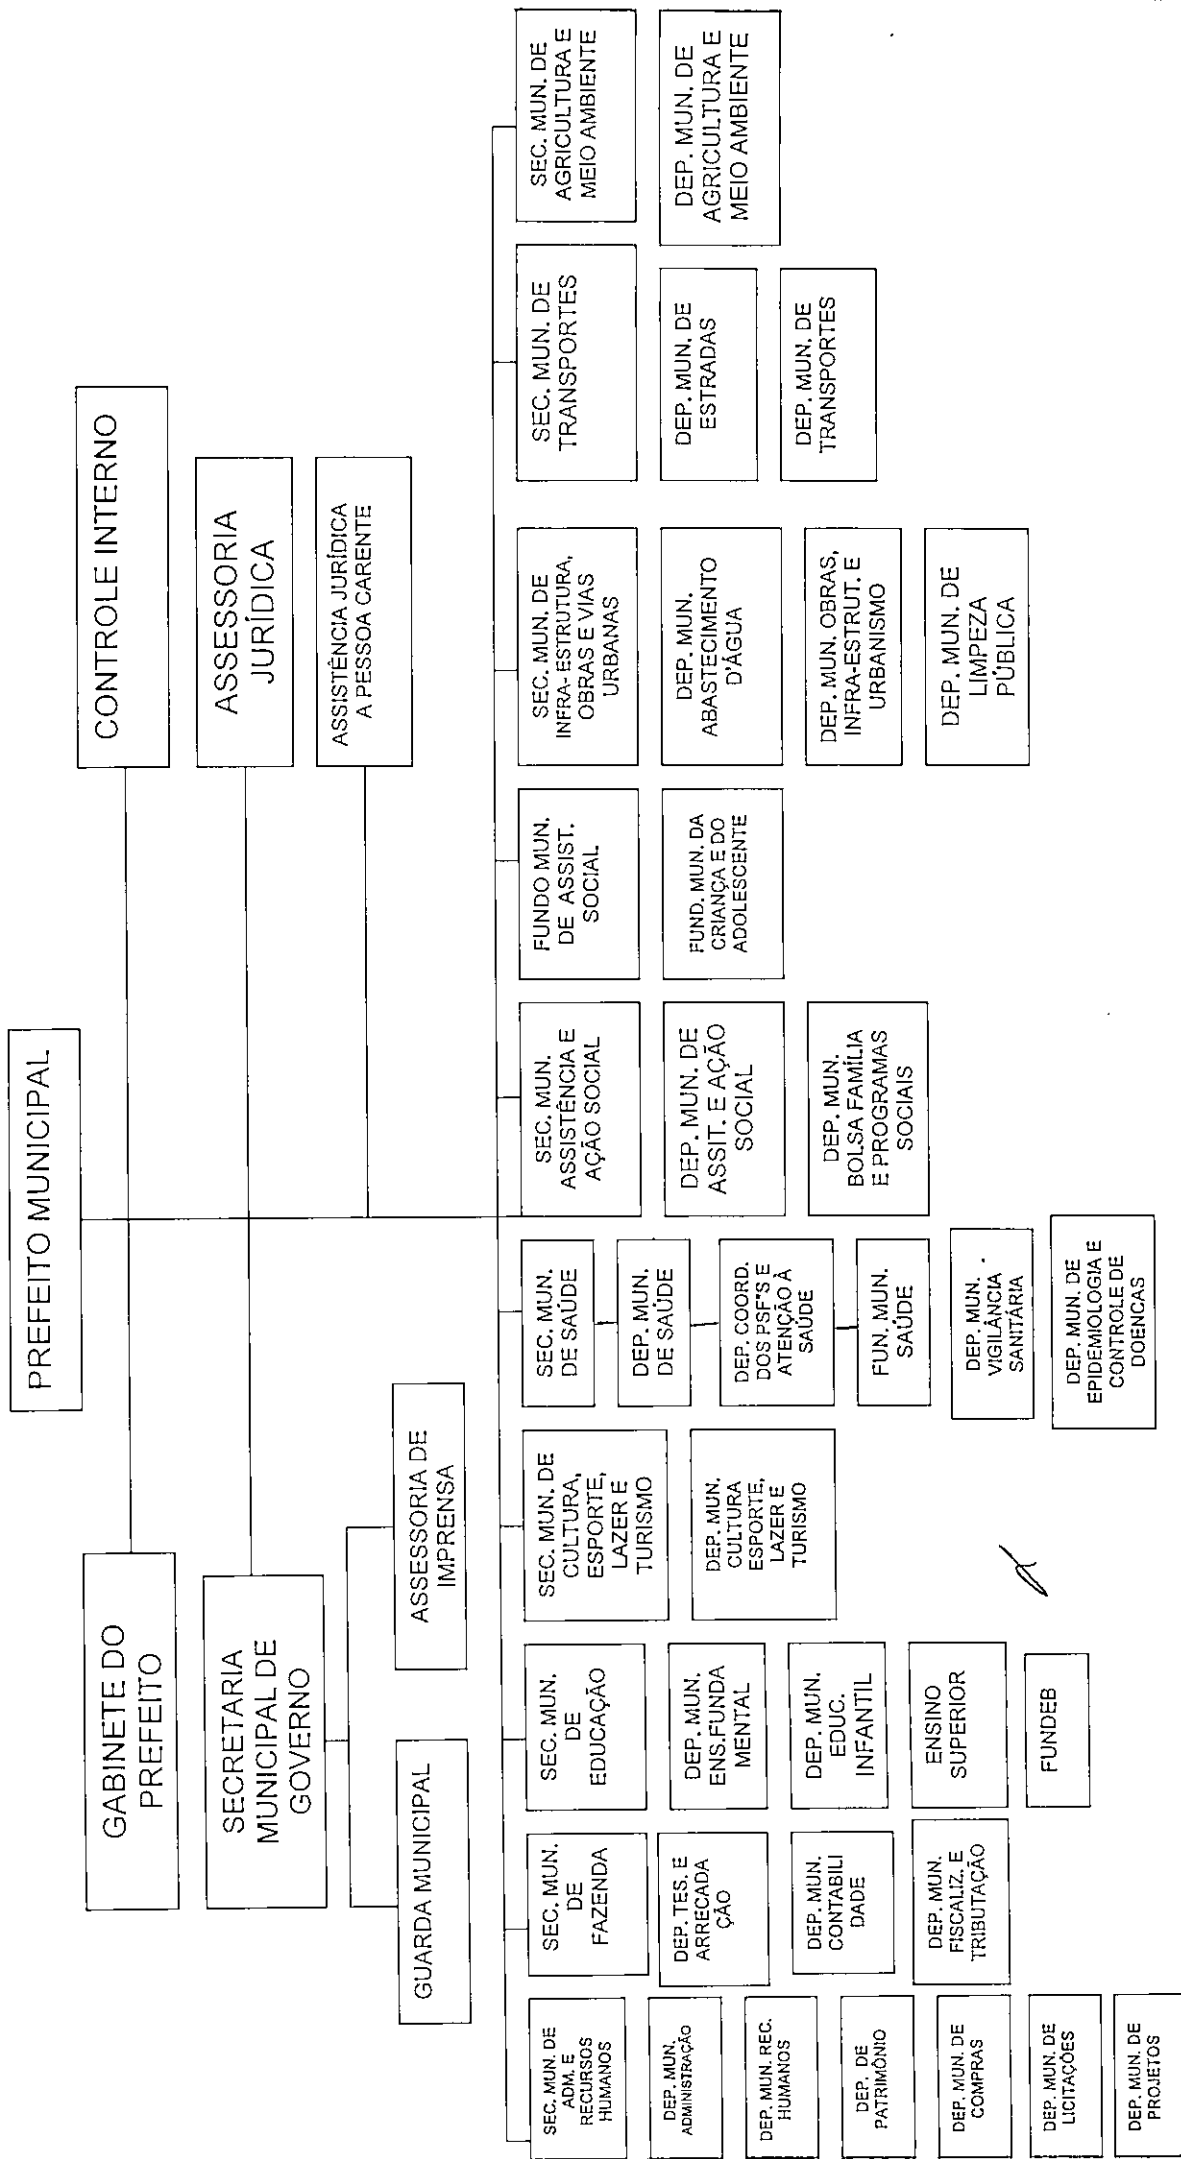 PREFEITO MUNICIPAL
GABINETE DO
PREFEITO
CONTROLE INTERNO
SECRETARIA
MUNICIPAL DE
GOVERNO
ASSESSORIA
JURÍDICA
ASSISTÊNCIA JURÍDICA
A PESSOA CARENTE
GUARDA MUNICIPAL
ASSESSORIA DE
IMPRENSA
SEC. MUN. DE
ADM. E
RECURSOS
HUMANOS
DEP. MUN.
ADMINISTRAÇÃO
DEP. MUN. REC.
HUMANOS
DEP. DE
PATRIMÔNIO
DEP. MUN. DE
COMPRAS
DEP. MUN. DE
LICITAÇÕES
DEP. MUN. DE
PROJETOS
SEC. MUN.
DE
FAZENDA
DEP. TES. E
ARRECADA
ÇÃO
DEP. MUN.
CONTABILI
DADE
DEP. MUN.
FISCALIZ. E
TRIBUTAÇÃO
SEC. MUN.
DE
EDUCAÇÃO
DEP. MUN.
ENS.FUNDA
MENTAL
DEP. MUN.
EDUC.
INFANTIL
ENSINO
SUPERIOR
FUNDEB
SEC. MUN. DE
CULTURA,
ESPORTE,
LAZER E
TURISMO
DEP. MUN.
CULTURA
ESPORTE,
LAZER E
TURISMO
SEC. MUN.
DE SAÚDE
DEP. MUN.
DE SAÚDE
DEP. COORD.
DOS PSF'S E
ATENÇÃO À
SAÚDE
FUN. MUN.
SAÚDE
DEP. MUN.
VIGILÂNCIA
SANITÁRIA
DEP. MUN. DE
EPIDEMIOLOGIA E
CONTROLE DE
DOENCAS
SEC. MUN.
ASSISTÊNCIA E
AÇÃO SOCIAL
DEP. MUN. DE
ASSIT. E AÇÃO
SOCIAL
DEP. MUN.
BOLSA FAMÍLIA
E PROGRAMAS
SOCIAIS
FUNDO MUN.
DE ASSIST.
SOCIAL
FUND. MUN. DA
CRIANÇA E DO
ADOLESCENTE
SEC. MUN. DE
INFRA- ESTRUTURA,
OBRAS E VIAS
URBANAS
DEP. MUN.
ABASTECIMENTO
D'ÁGUA
DEP. MUN. OBRAS,
INFRA-ESTRUT. E
URBANISMO
DEP. MUN. DE
LIMPEZA
PÚBLICA
SEC. MUN. DE
TRANSPORTES
DEP. MUN. DE
ESTRADAS
DEP. MUN. DE
TRANSPORTES
SEC. MUN. DE
AGRICULTURA E
MEIO AMBIENTE
DEP. MUN. DE
AGRICULTURA E
MEIO AMBIENTE